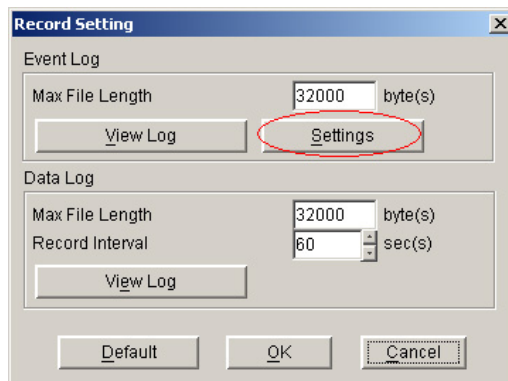 Record Setting
Event Log
Max File Length 32000 byte(s)
View Log Settings
Data Log
Max File Length 32000 byte(s)
Record Interval 60 sec(s)
View Log
Default OK Cancel